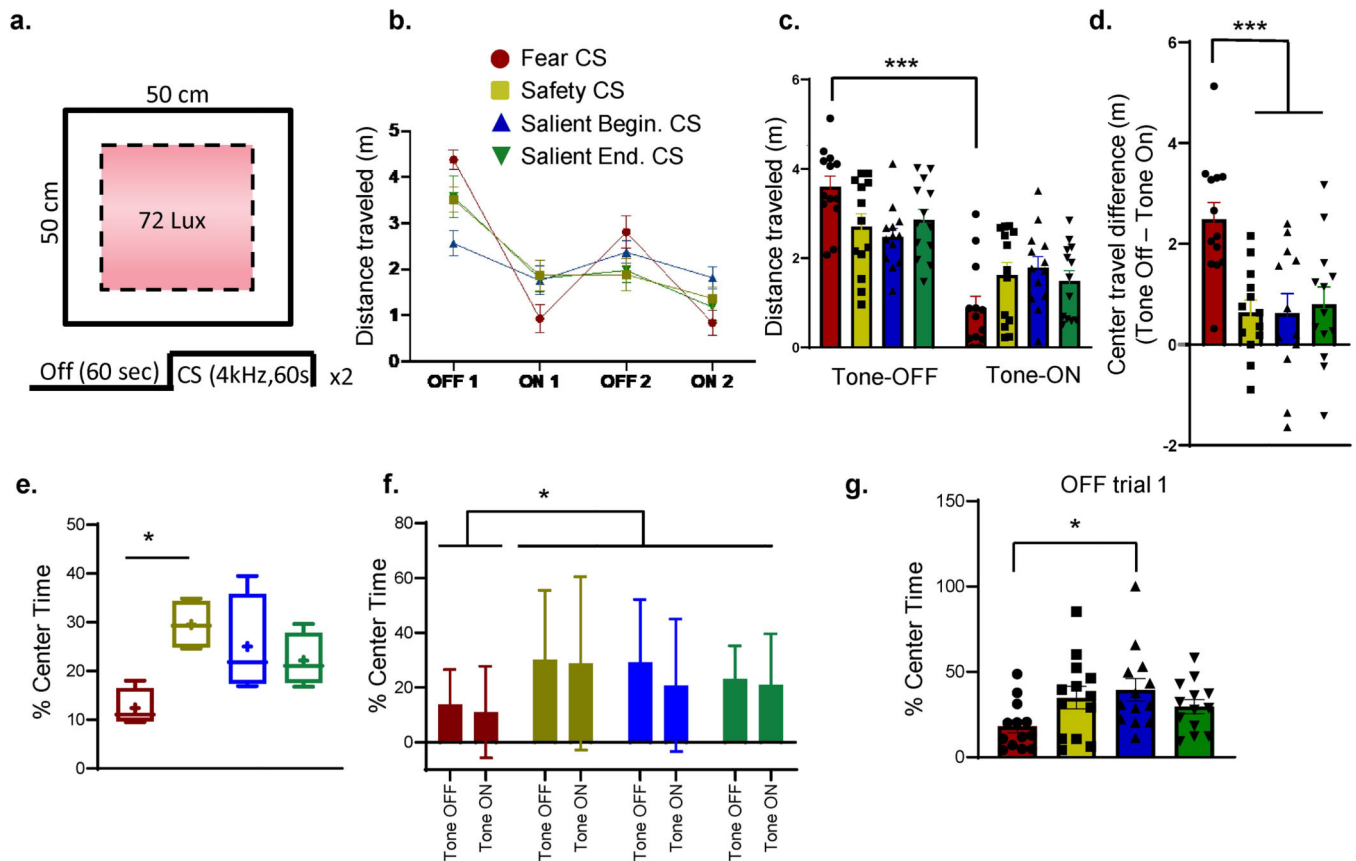 a.
50 cm
50 cm
72 Lux
Off (60 sec)
CS (4kHz,60s
x2
b.
Fear CS
Safety CS
Salient Begin. CS
Salient End. CS
Distance traveled (m)
5
4
3
2
1
0
OFF 1
ON 1
OFF 2
ON 2
c.
***
Distance traveled (m)
6
4
2
0
Tone-OFF
Tone-ON
d.
***
Center travel difference (m)
(Tone Off – Tone On)
6
4
2
0
-2
e.
*
% Center Time
50
40
30
20
10
0
f.
*
% Center Time
80
60
40
20
0
Tone OFF
Tone ON
Tone OFF
Tone ON
Tone OFF
Tone ON
Tone OFF
Tone ON
g.
OFF trial 1
*
% Center Time
150
100
50
0